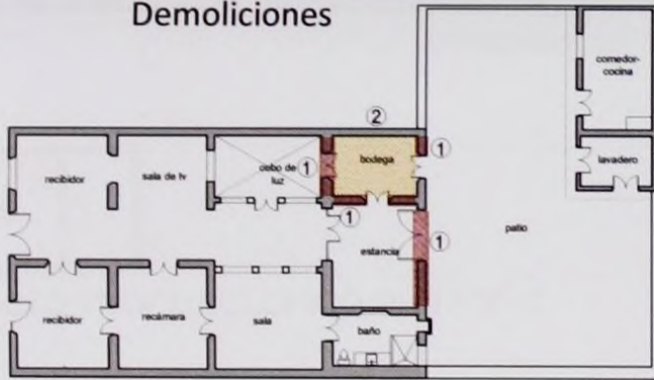 Demoliciones
comedor-
cocina
2
1
bodega
1
cubo de
luz
1
recibidor
sala de tv
lavadero
1
estancia
1
patio
recibidor
recámara
sala
baño